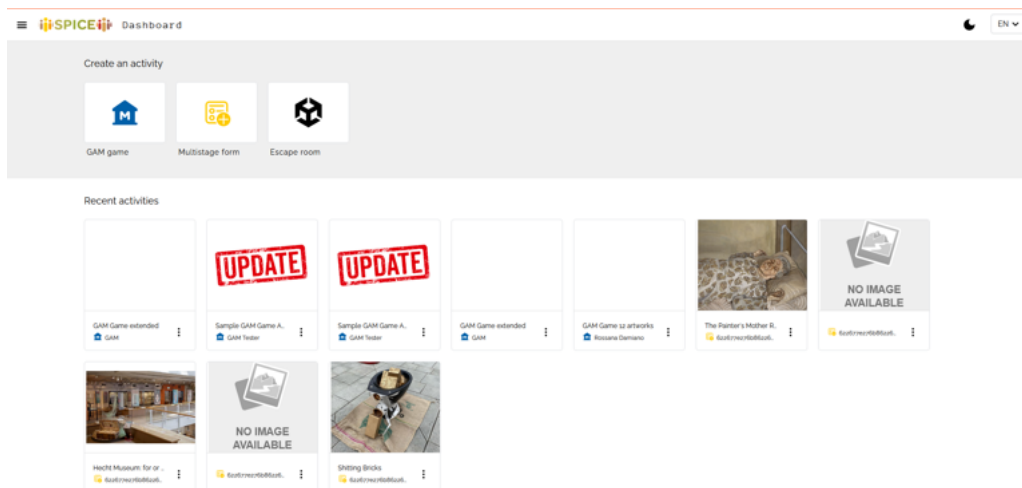 SPICE Dashboard
EN
Create an activity
M
GAM game Multistage form Escape room
Recent activities
UPDATE UPDATE
NO IMAGE
AVAILABLE
GAM Game extended Sample GAM Game A.. Sample GAM Game A.. GAM Game extended GAM Game 12 artworks The Painter's Mother R..
GAM GAM Tester GAM Tester GAM Rossana Damiano
NO IMAGE
AVAILABLE
Hecht Museum: for or .. Shitting Bricks